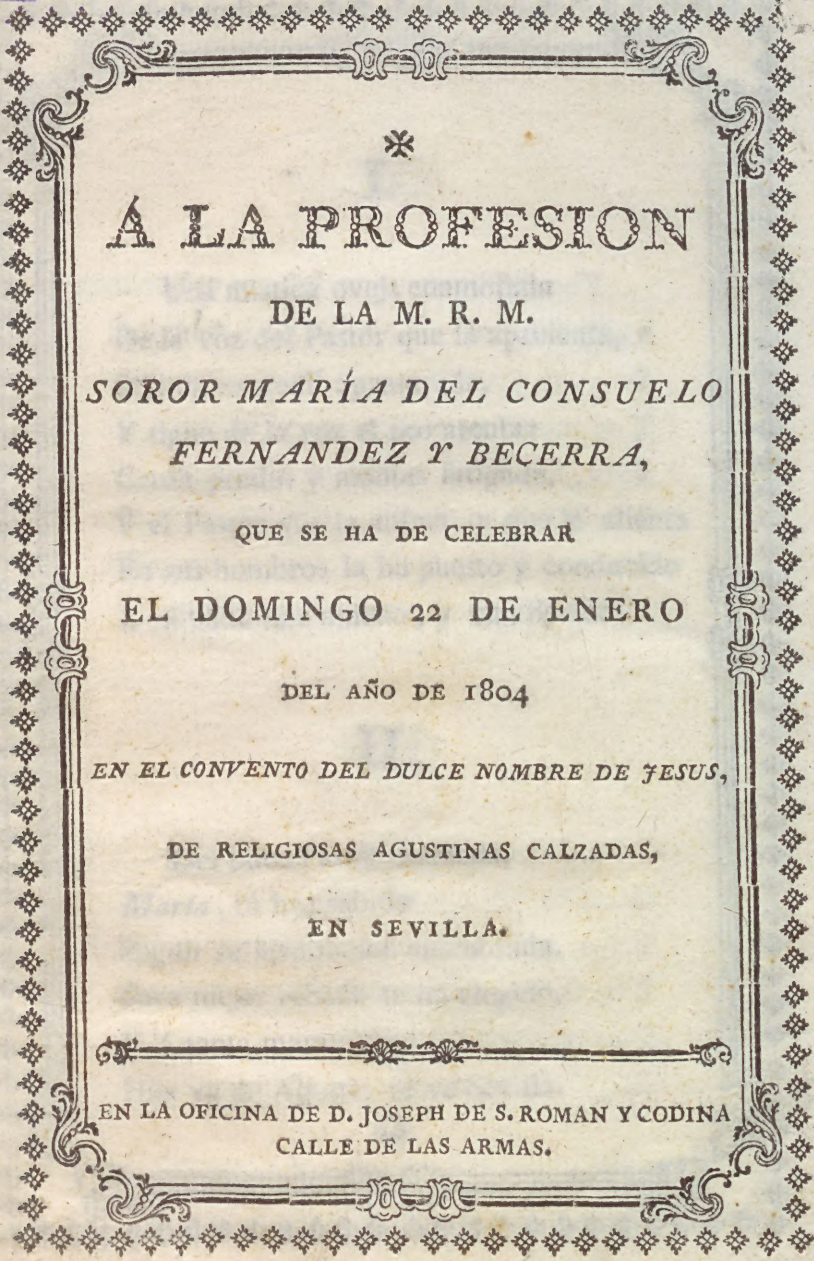 Á LA PROFESION
DE LA M. R. M.
SOROR MARÍA DEL CONSUELO
FERNANDEZ Y BECERRA,
QUE SE HA DE CELEBRAR
EL DOMINGO 22 DE ENERO
DEL AÑO DE 1804
EN EL CONVENTO DEL DULCE NOMBRE DE JESUS,
DE RELIGIOSAS AGUSTINAS CALZADAS,
EN SEVILLA.
EN LA OFICINA DE D. JOSEPH DE S. ROMAN Y CODINA
CALLE DE LAS ARMAS.